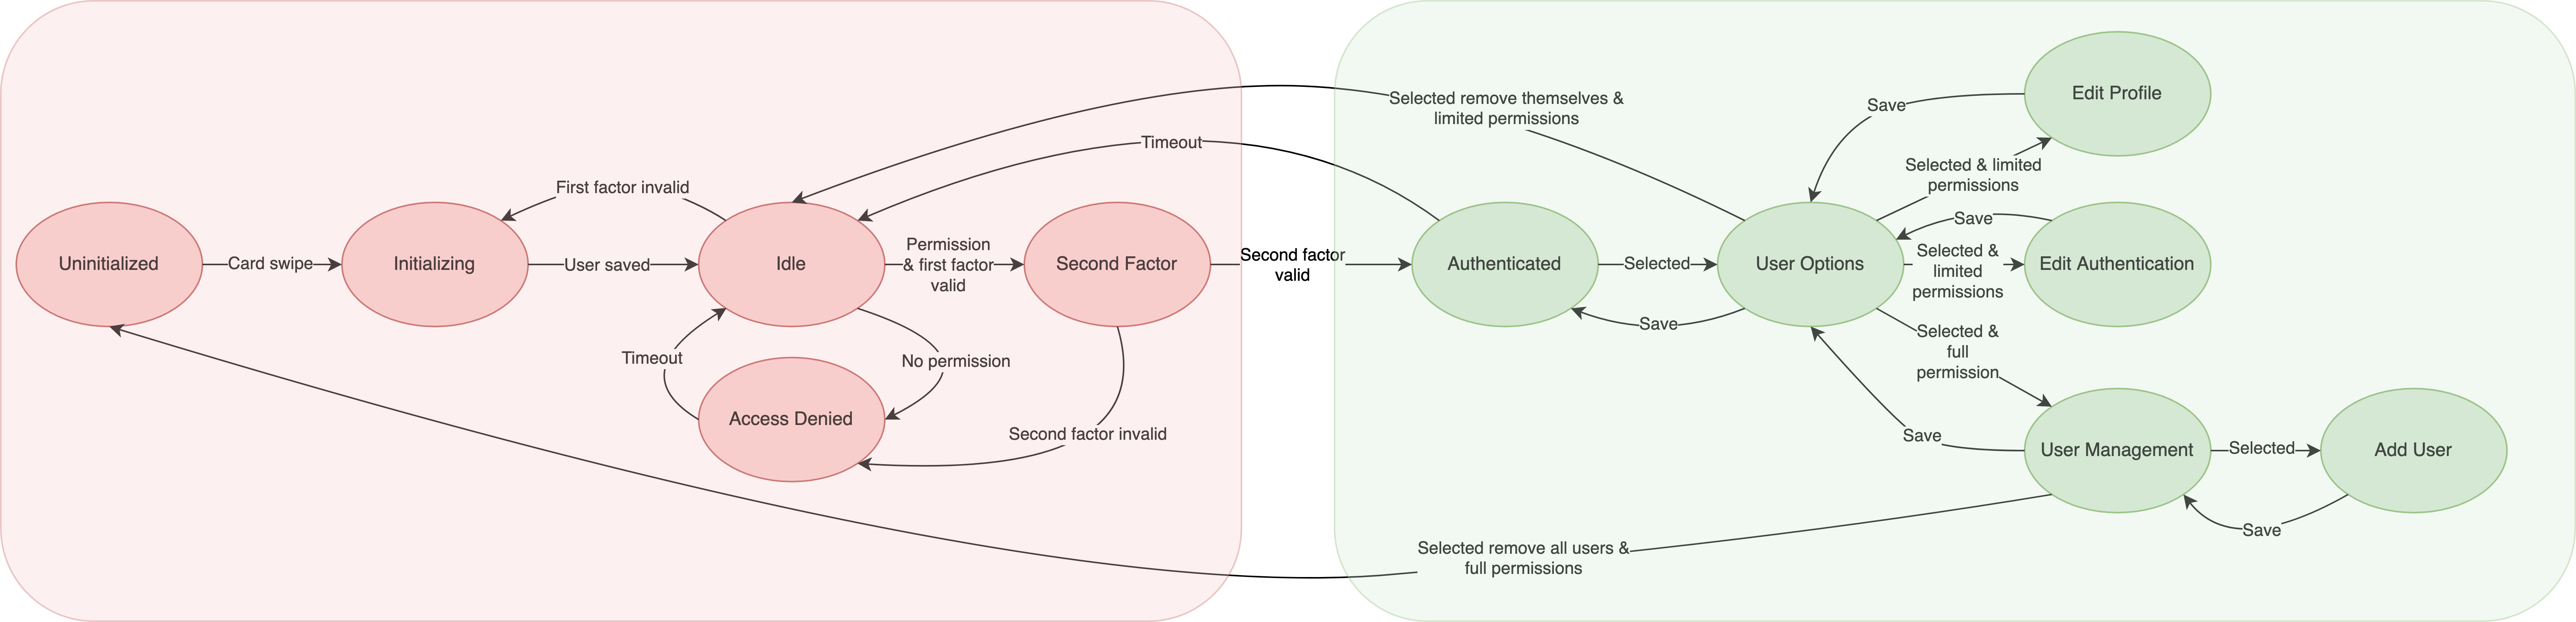 Uninitialized
Card swipe
Initializing
First factor invalid
User saved
Idle
Permission
& first factor
valid
Second Factor
Timeout
No permission
Access Denied
Second factor invalid
Second factor
valid
Selected remove themselves &
limited permissions
Timeout
Authenticated
Selected
User Options
Save
Save
Edit Profile
Selected & limited
permissions
Save
Selected &
limited
permissions
Edit Authentication
Selected &
full
permission
Save
User Management
Selected
Add User
Save
Selected remove all users &
full permissions